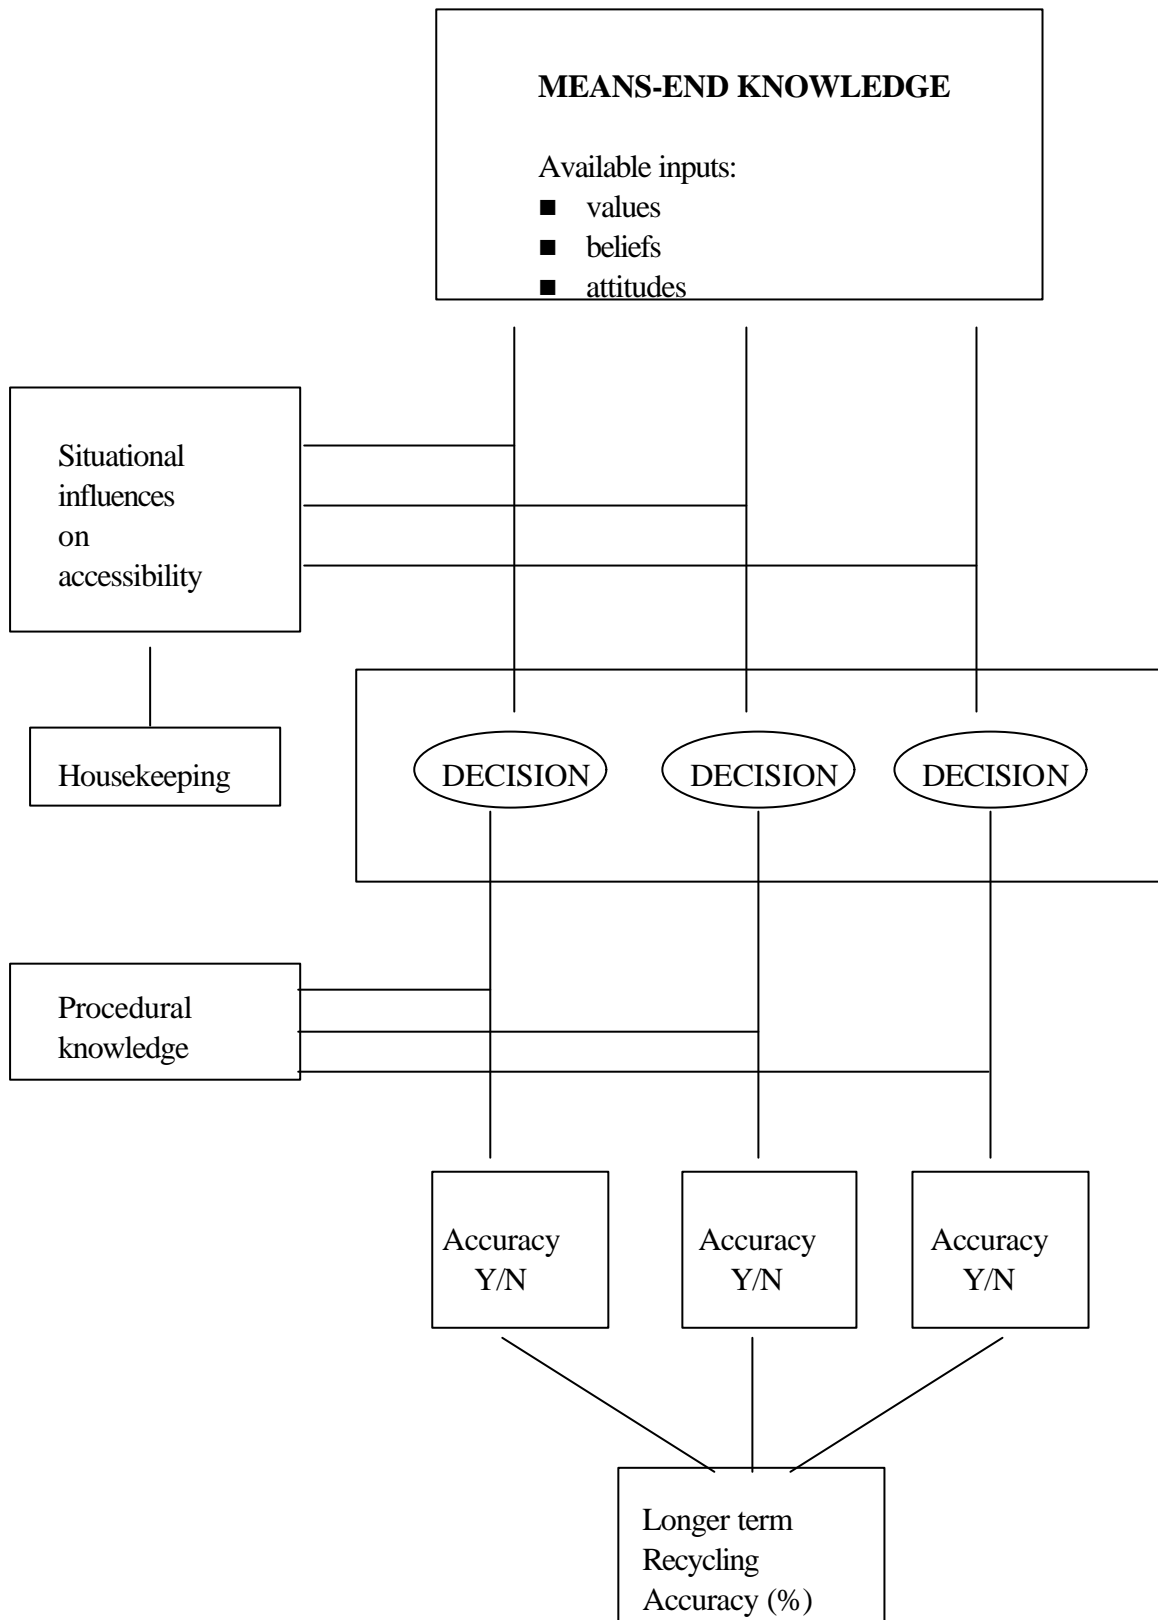 MEANS-END KNOWLEDGE
Available inputs:
■ values
■ beliefs
■ attitudes
Situational
influences
on
accessibility
Housekeeping
DECISION
DECISION
DECISION
Procedural
knowledge
Accuracy
Y/N
Accuracy
Y/N
Accuracy
Y/N
Longer term
Recycling
Accuracy (%)